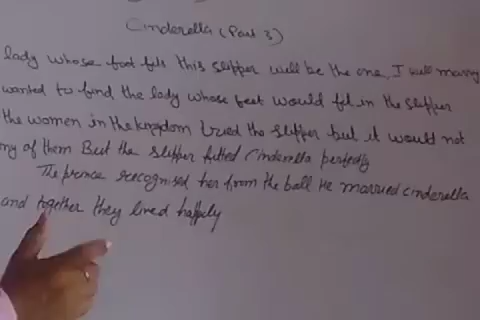 Cinderella (Part 3)
lady whose foot fits this slipper will be the one, I will marry
wanted to find the lady whose feet would fit in the slipper
the women in the kingdom tried the slipper but it would not
ny of them But the slipper fitted Cinderella perfectly
The prince recognised her from the ball He married cinderella
and together they lived happily